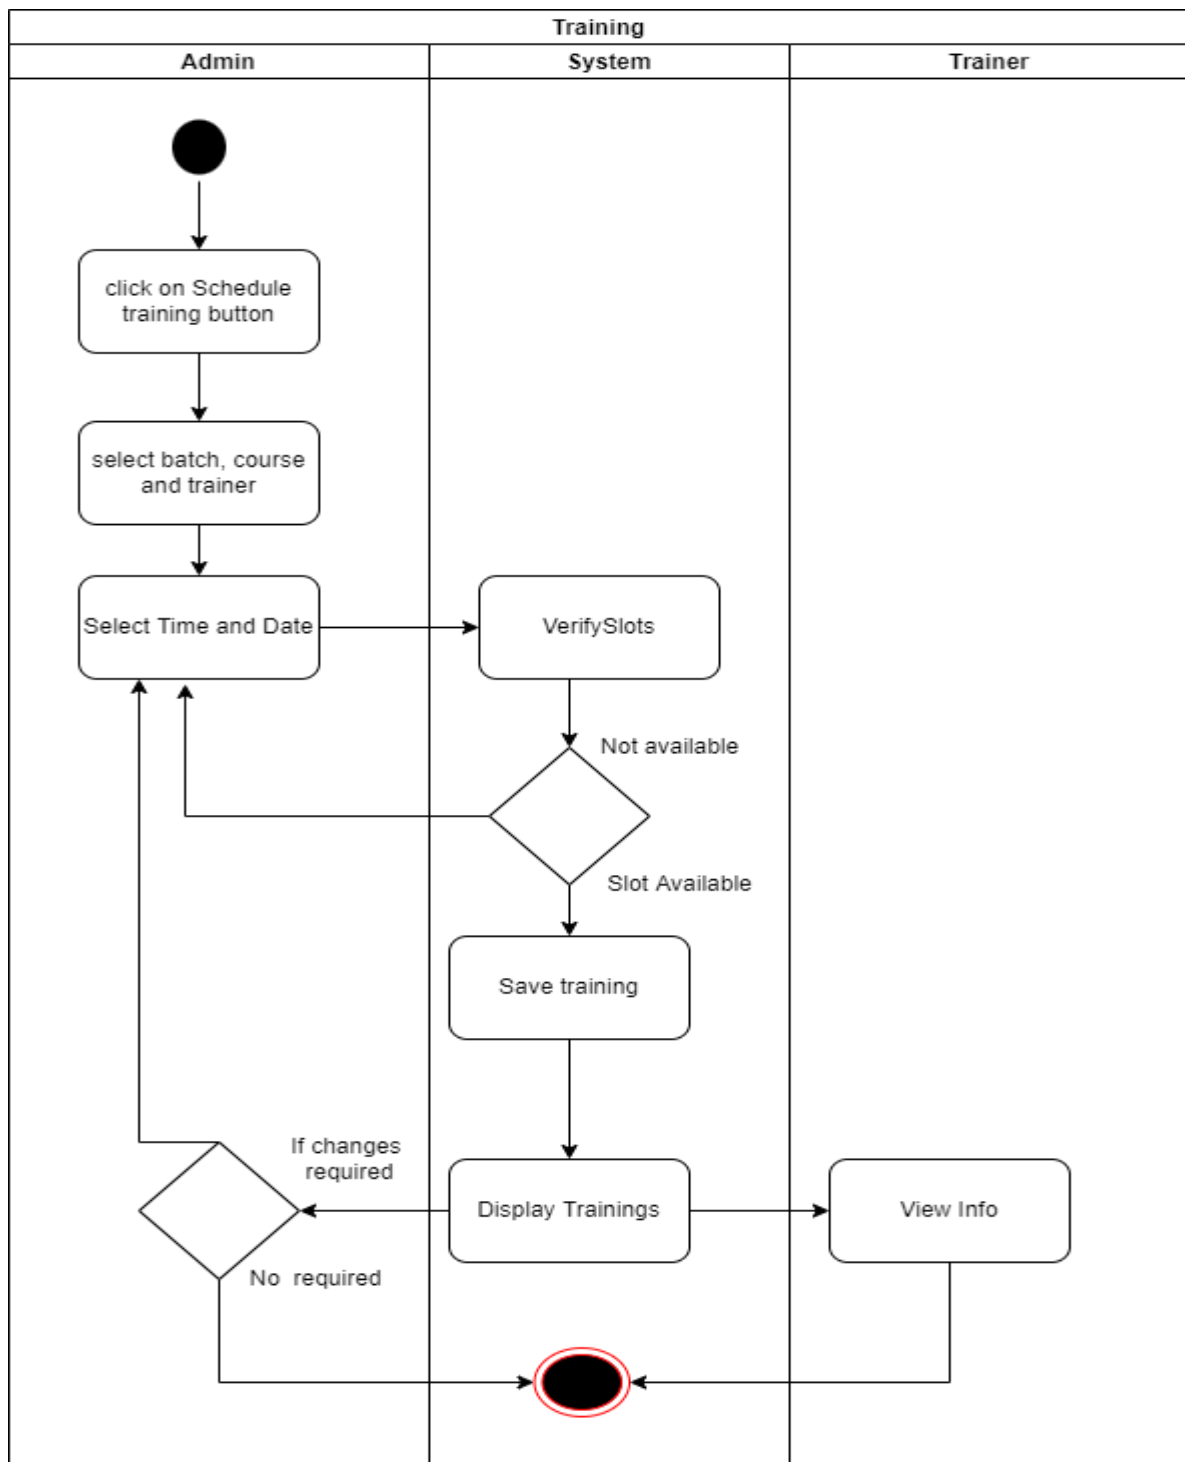 Training
Admin
System
Trainer
click on Schedule
training button
select batch, course
and trainer
Select Time and Date
VerifySlots
Not available
Slot Available
Save training
If changes
required
Display Trainings
View Info
No  required